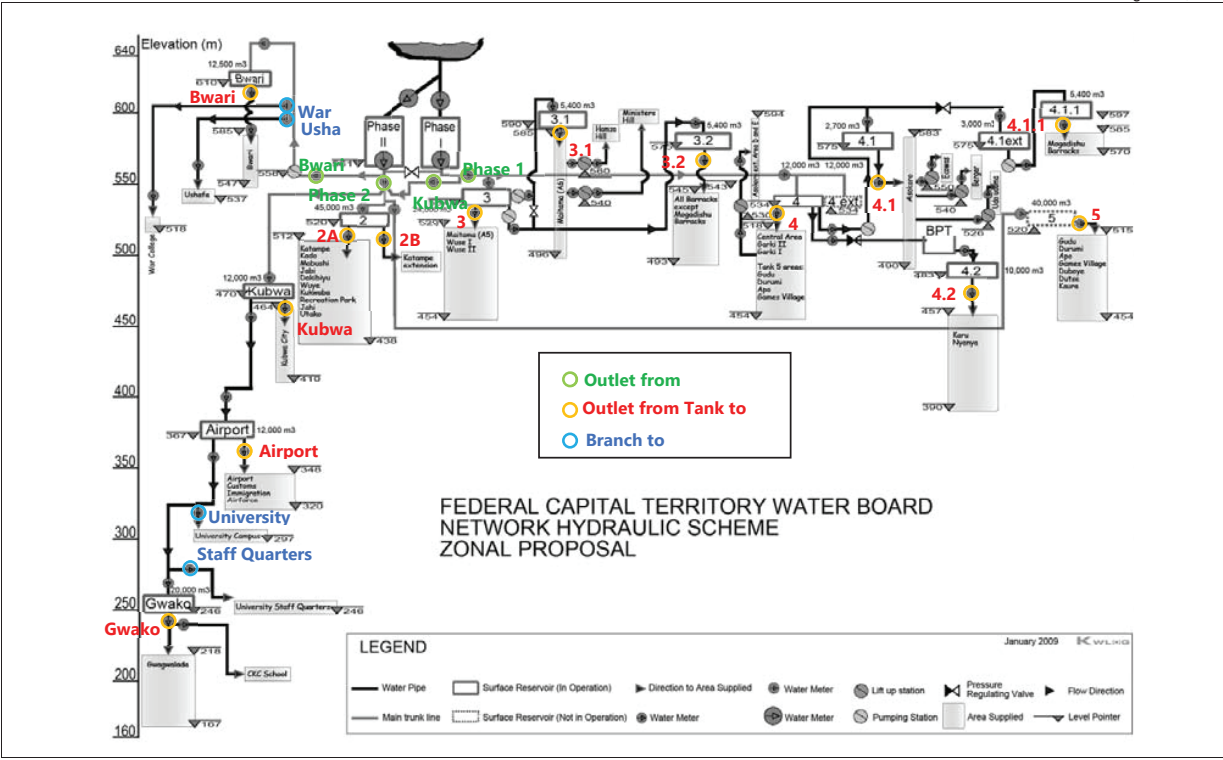 Elevation (m)
640
600
550
500
450
400
350
300
250
200
160
12,500 m3
Bwari
610
Bwari
War
Usha
585
Bwari
547
558
Ushafa
537
War College
518
Phase
II
Phase
I
Bwari
Phase 1
Phase 2
Kubwa
45,000 m3
2
520
512
2A
2B
Katampe
Kado
Mabushi
Jabi
Dakibiyu
Wuye
Kukwaba
Recreation Park
Jahi
Utako
438
Katampe
extension
3
3
Maitama (A5)
Wuse I
Wuse II
454
5,400 m3
3.1
590
585
3.1
Maitama (A6)
490
Hamza
Hill
Ministers
Hill
560
540
5,400 m3
3.2
3.2
545
543
All Barracks
except
Mogadishu
Barracks
493
594
534
530
518
12,000 m3
12,000 m3
4
4 ext
534
4
Central Area
Garki II
Garki I
Tank 5 areas:
Gudu
Durumi
Apo
Games Village
454
2,700 m3
4.1
575
4.1
563
Asokoro
490
550
540
526
3,000 m3
4.1ext
575
4.1.1
5,400 m3
4.1.1
597
585
Mogadishu
Barracks
570
BPT
483
4.2
10,000 m3
4.2
457
Karu
Nyanya
390
40,000 m3
5
520
5
515
Gudu
Durumi
Apo
Games Village
Duboye
Dutse
Kaura
454
12,000 m3
470
Kubwa
464
Kubwa
Kubwa City
410
Airport
12,000 m3
367
Airport
346
Airport
Customs
Immigration
Airforce
320
University
University Campus
297
Staff Quarters
20,000 m3
Gwako
246
University Staff Quarters
246
Gwako
218
Gwagwalada
167
CKC School
Outlet from
Outlet from Tank to
Branch to
FEDERAL CAPITAL TERRITORY WATER BOARD
NETWORK HYDRAULIC SCHEME
ZONAL PROPOSAL
LEGEND
January 2009
Water Pipe
Surface Reservoir (In Operation)
Direction to Area Supplied
Water Meter
Lift up station
Pressure
Regulating Valve
Flow Direction
Main trunk line
Surface Reservoir (Not in Operation)
Water Meter
Water Meter
Pumping Station
Area Supplied
Level Pointer